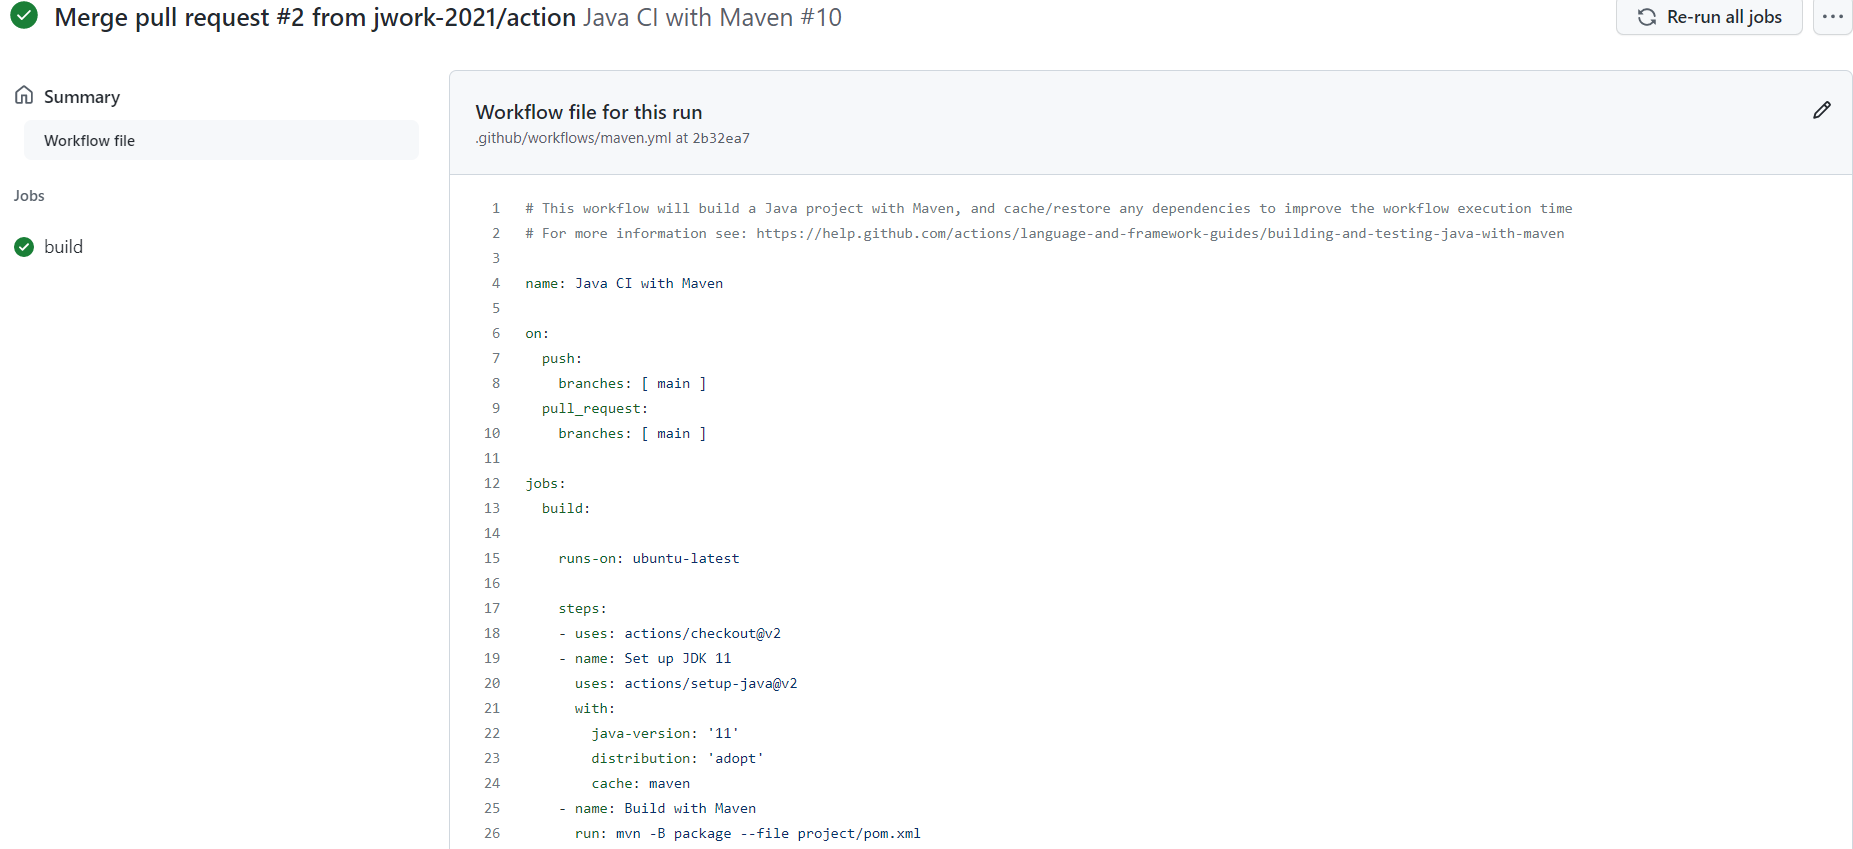 Merge pull request #2 from jwork-2021/action Java CI with Maven #10
Re-run all jobs
Summary
Workflow file
Jobs
build
Workflow file for this run
.github/workflows/maven.yml at 2b32ea7
1 # This workflow will build a Java project with Maven, and cache/restore any dependencies to improve the workflow execution time
2 # For more information see: https://help.github.com/actions/language-and-framework-guides/building-and-testing-java-with-maven
3
4 name: Java CI with Maven
5
6 on:
7   push:
8     branches: [ main ]
9   pull_request:
10     branches: [ main ]
11
12 jobs:
13   build:
14
15     runs-on: ubuntu-latest
16
17     steps:
18     - uses: actions/checkout@v2
19     - name: Set up JDK 11
20       uses: actions/setup-java@v2
21       with:
22         java-version: '11'
23         distribution: 'adopt'
24         cache: maven
25     - name: Build with Maven
26       run: mvn -B package --file project/pom.xml